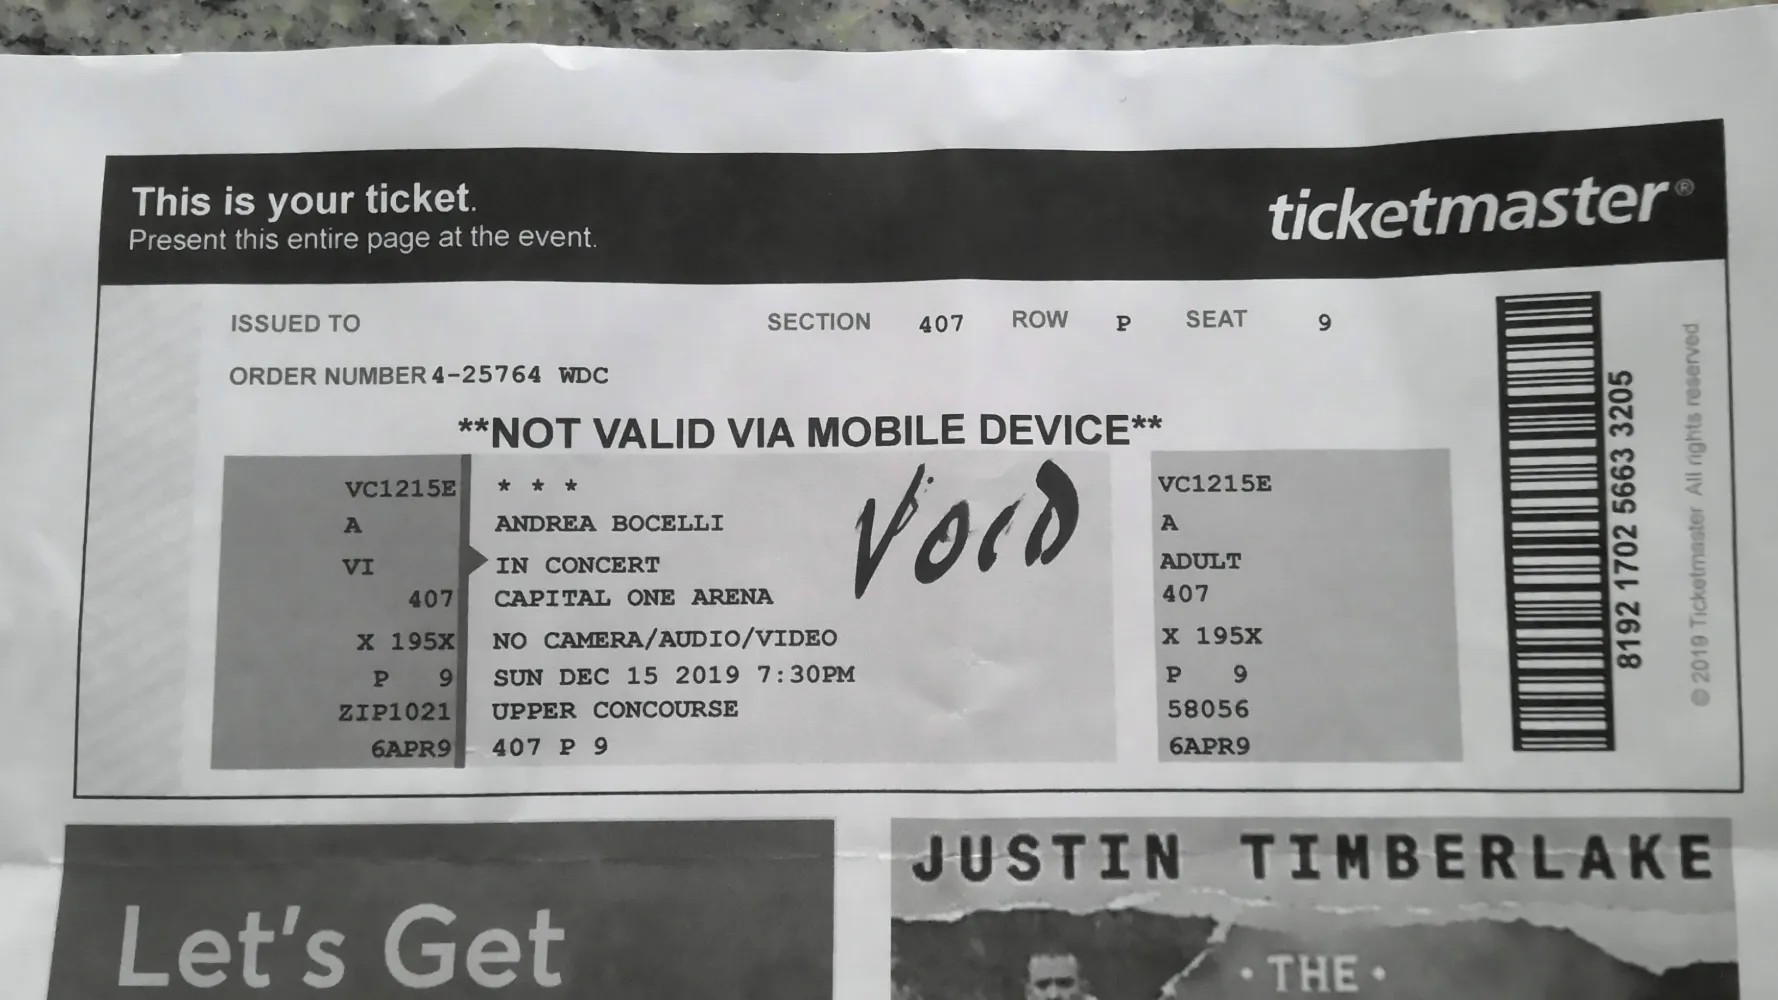 This is your ticket.
Present this entire page at the event.
ticketmaster®
ISSUED TO
SECTION 407 ROW P SEAT 9
ORDER NUMBER 4-25764 WDC
**NOT VALID VIA MOBILE DEVICE**
VOID
VC1215E
A
VI
407
X 195X
P 9
ZIP1021
6APR9
* * *
ANDREA BOCELLI
IN CONCERT
CAPITAL ONE ARENA
NO CAMERA/AUDIO/VIDEO
SUN DEC 15 2019 7:30PM
UPPER CONCOURSE
407 P 9
VC1215E
A
ADULT
407
X 195X
P 9
58056
6APR9
8192 1702 5663 3205
© 2019 Ticketmaster All rights reserved
Let's Get
JUSTIN TIMBERLAKE
• THE •